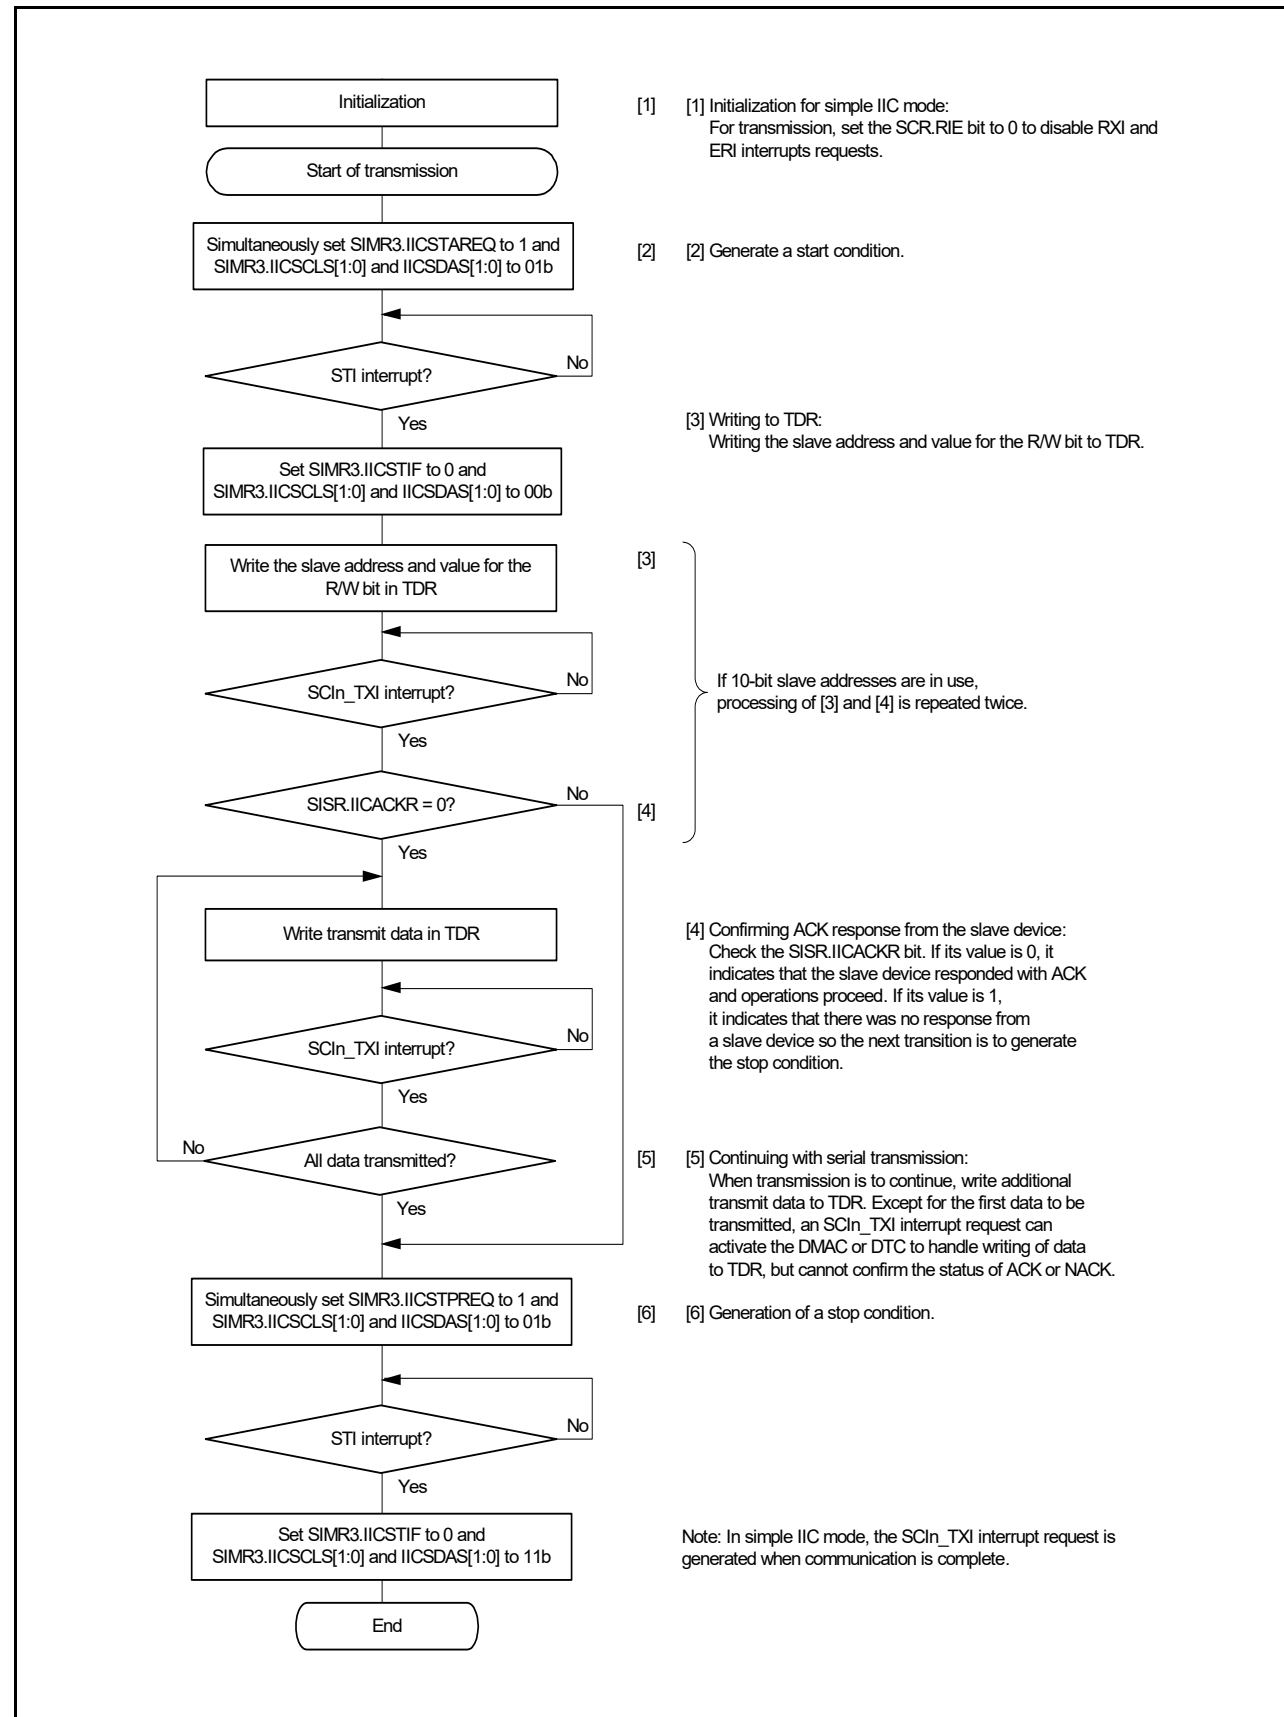 Initialization
[1]
[1] Initialization for simple IIC mode:
For transmission, set the SCR.RIE bit to 0 to disable RXI and
ERI interrupts requests.
Start of transmission
Simultaneously set SIMR3.IICSTAREQ to 1 and
SIMR3.IICSCLS[1:0] and IICSDAS[1:0] to 01b
[2]
[2] Generate a start condition.
STI interrupt?
No
Yes
[3] Writing to TDR:
Writing the slave address and value for the R/W bit to TDR.
Set SIMR3.IICSTIF to 0 and
SIMR3.IICSCLS[1:0] and IICSDAS[1:0] to 00b
Write the slave address and value for the
R/W bit in TDR
[3]
SCIn_TXI interrupt?
No
Yes
If 10-bit slave addresses are in use,
processing of [3] and [4] is repeated twice.
SISR.IICACKR = 0?
No
[4]
Yes
Write transmit data in TDR
[4] Confirming ACK response from the slave device:
Check the SISR.IICACKR bit. If its value is 0, it
indicates that the slave device responded with ACK
and operations proceed. If its value is 1,
it indicates that there was no response from
a slave device so the next transition is to generate
the stop condition.
SCIn_TXI interrupt?
No
Yes
All data transmitted?
No
Yes
[5]
[5] Continuing with serial transmission:
When transmission is to continue, write additional
transmit data to TDR. Except for the first data to be
transmitted, an SCIn_TXI interrupt request can
activate the DMAC or DTC to handle writing of data
to TDR, but cannot confirm the status of ACK or NACK.
Simultaneously set SIMR3.IICSTPREQ to 1 and
SIMR3.IICSCLS[1:0] and IICSDAS[1:0] to 01b
[6]
[6] Generation of a stop condition.
STI interrupt?
No
Yes
Set SIMR3.IICSTIF to 0 and
SIMR3.IICSCLS[1:0] and IICSDAS[1:0] to 11b
Note: In simple IIC mode, the SCIn_TXI interrupt request is
generated when communication is complete.
End